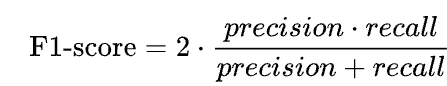 F1-score = 2 · precision · recall / precision + recall